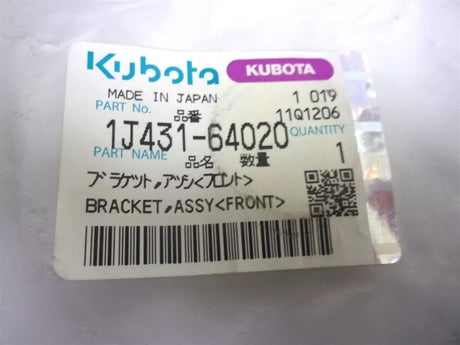 Kubota KUBOTA
MADE IN JAPAN 1 019
PART No. 品番 11Q1206
1J431-64020 QUANTITY
PART NAME 品名 数量 1
ブラケット,アッシ<フロント>
BRACKET,ASSY<FRONT>